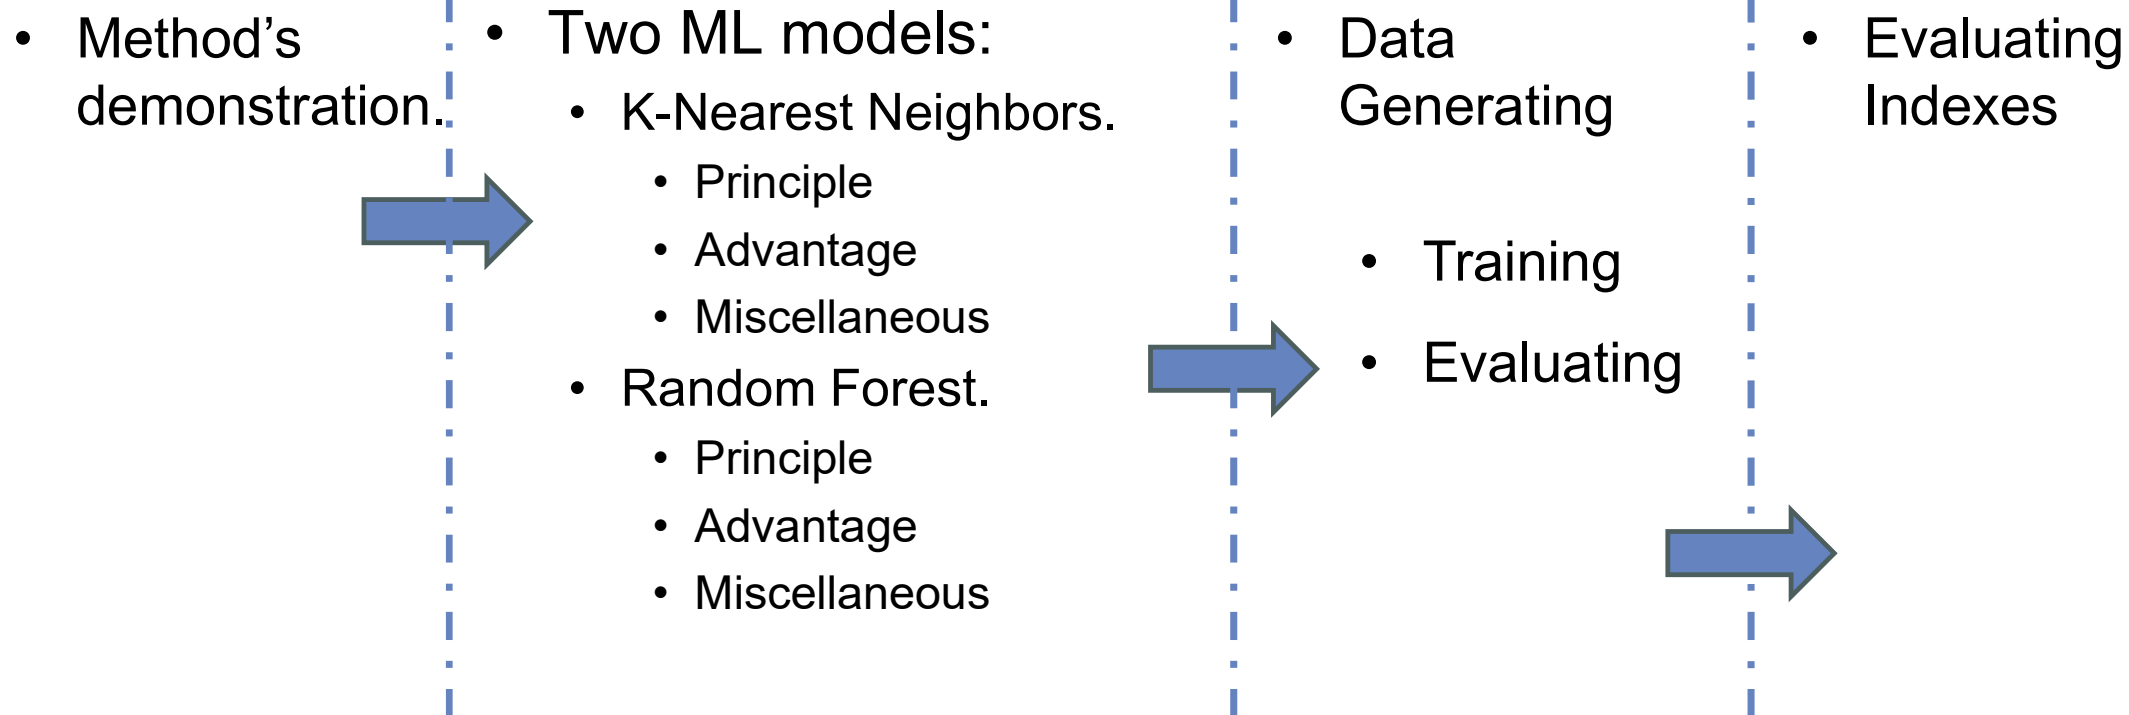 • Method’s
demonstration.
• Two ML models:
• K-Nearest Neighbors.
• Principle
• Advantage
• Miscellaneous
• Random Forest.
• Principle
• Advantage
• Miscellaneous
• Data
Generating
• Training
• Evaluating
• Evaluating
Indexes